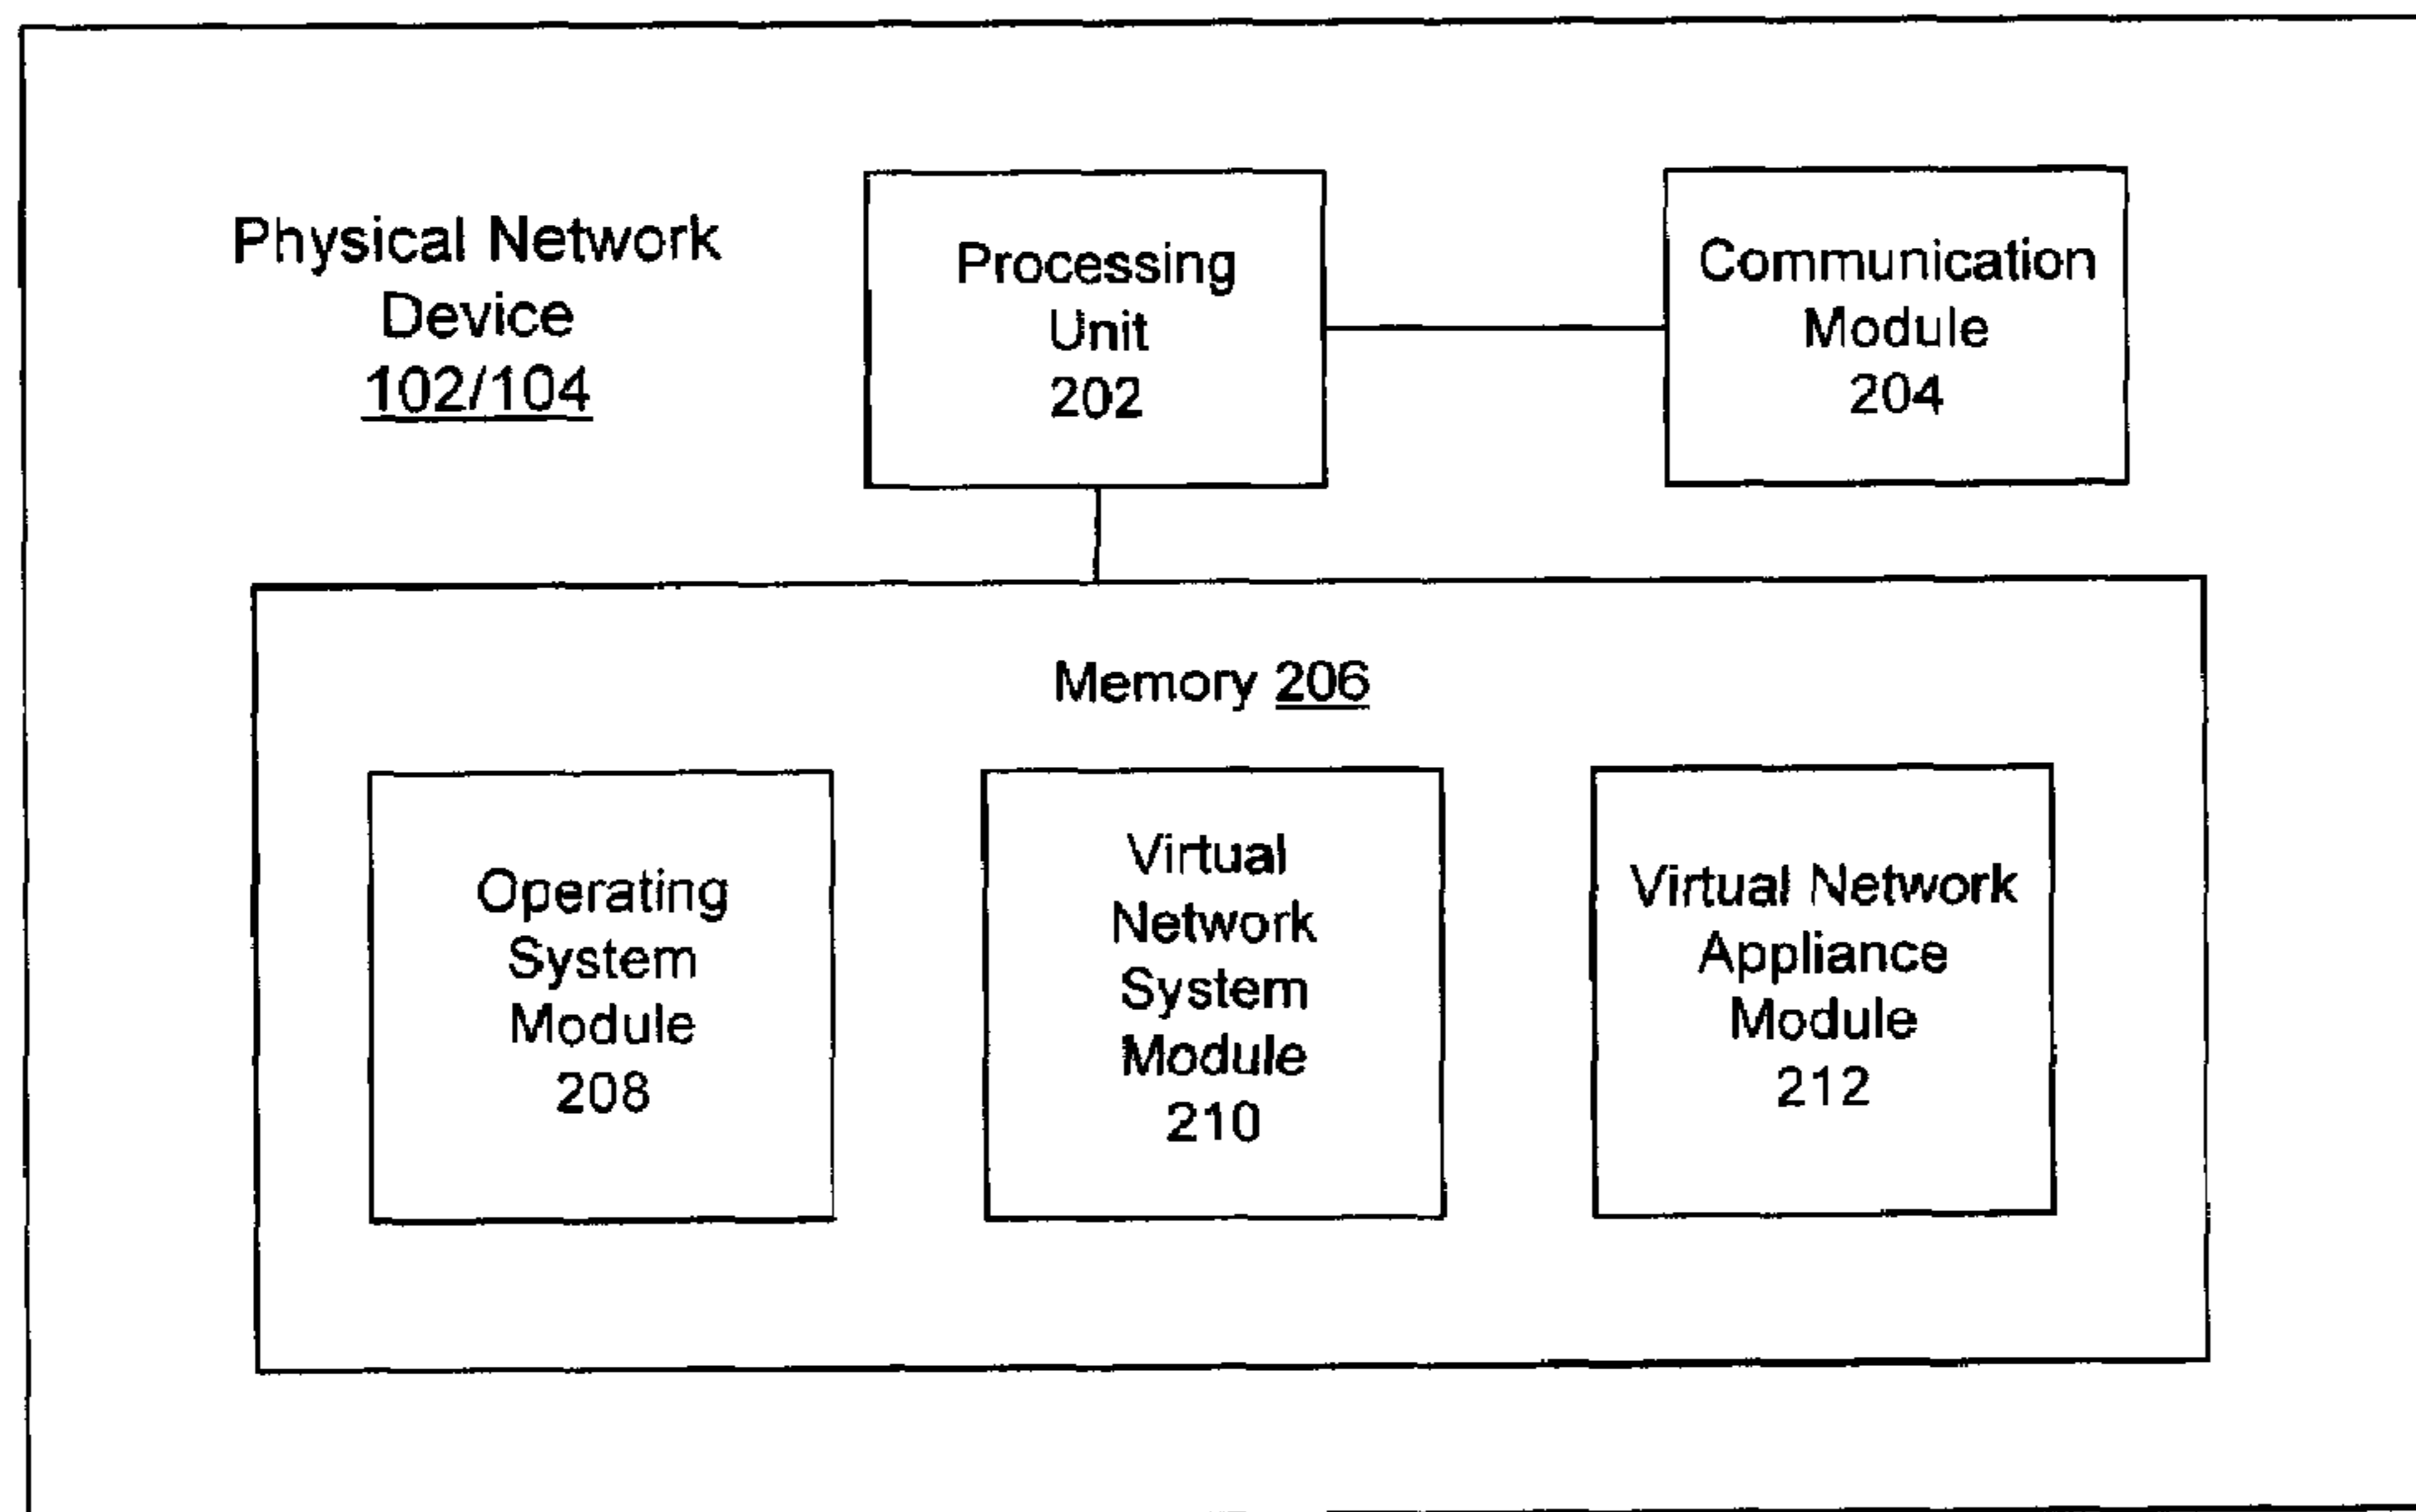 Physical Network
Device
102/104
Processing
Unit
202
Communication
Module
204
Memory 206
Operating
System
Module
208
Virtual
Network
System
Module
210
Virtual Network
Appliance
Module
212